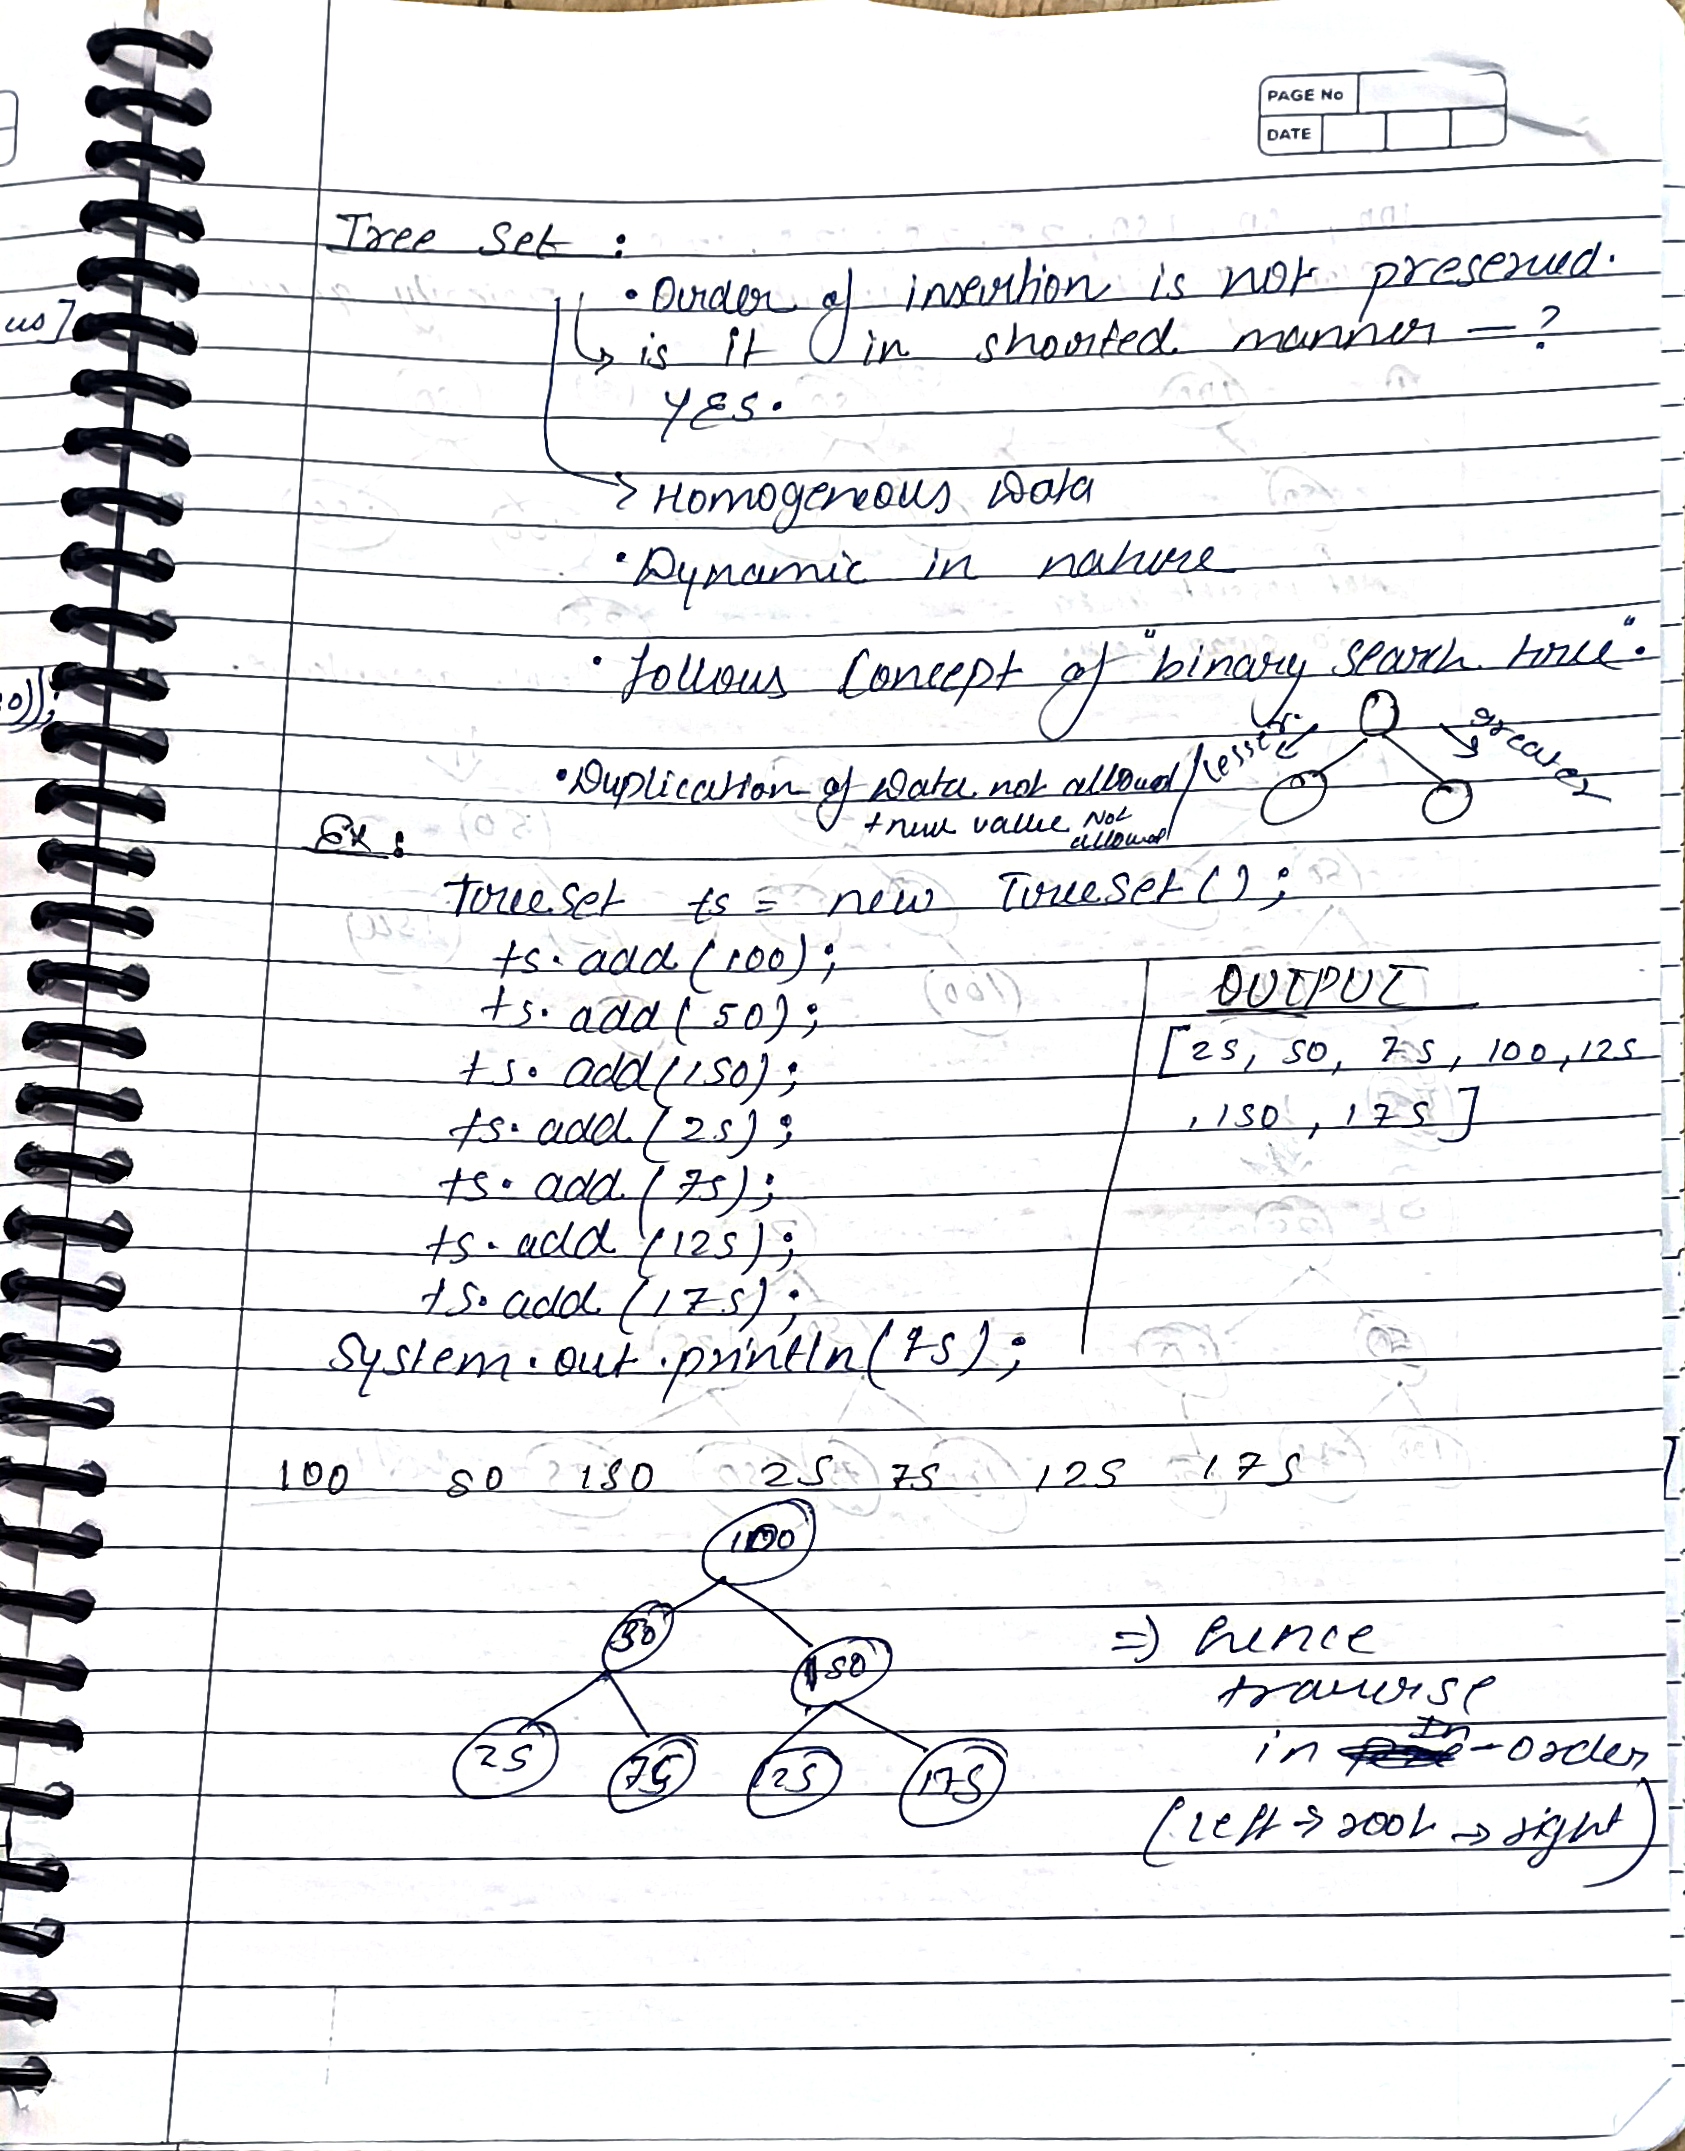 PAGE No
DATE
us]
0));
Tree Set :
• Order of insertion is not preserved.
↳ is it in shorted manner — ?
YES.
→ Homogeneous Data
• Dynamic in nature
• follows Concept of "binary search tree".
lesser
greater
• Duplication of Data not allowed
+ null value Not
allowed
Ex :
TreeSet ts = new TreeSet();
ts.add(100);
ts.add(50);
ts.add(150);
ts.add(25);
ts.add(75);
ts.add(125);
ts.add(175);
System.out.println(ts);
OUTPUT
[25, 50, 75, 100, 125
, 150, 175]
100 50 150 25 75 125 175
100
50
150
25 75 125 175
=) hence
traverse
in In-order
(left → root → right)